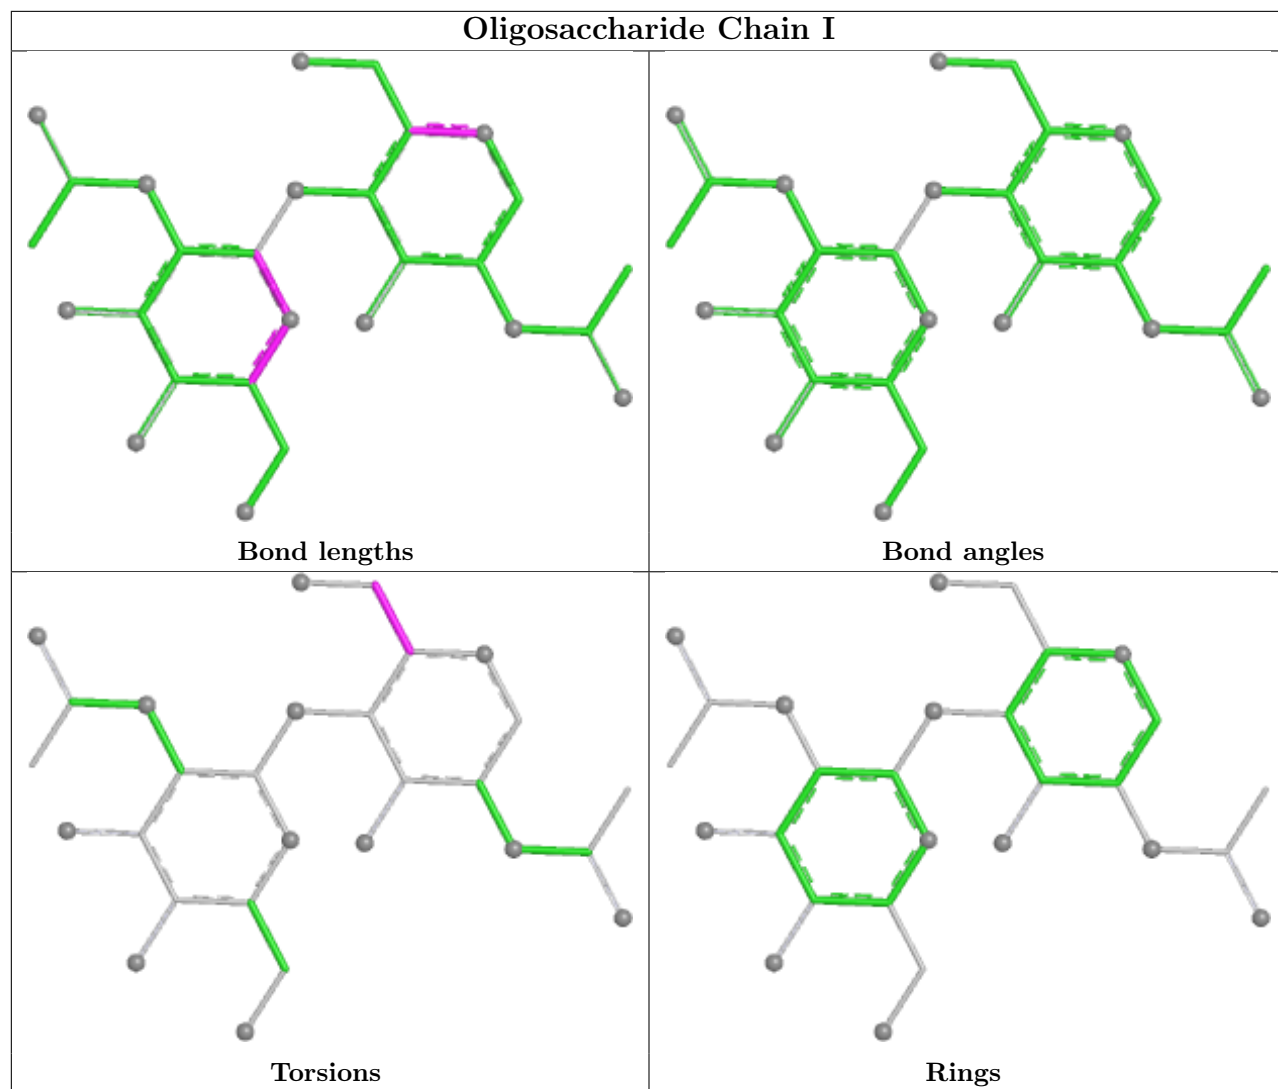 Oligosaccharide Chain I
Bond lengths
Bond angles
Torsions
Rings